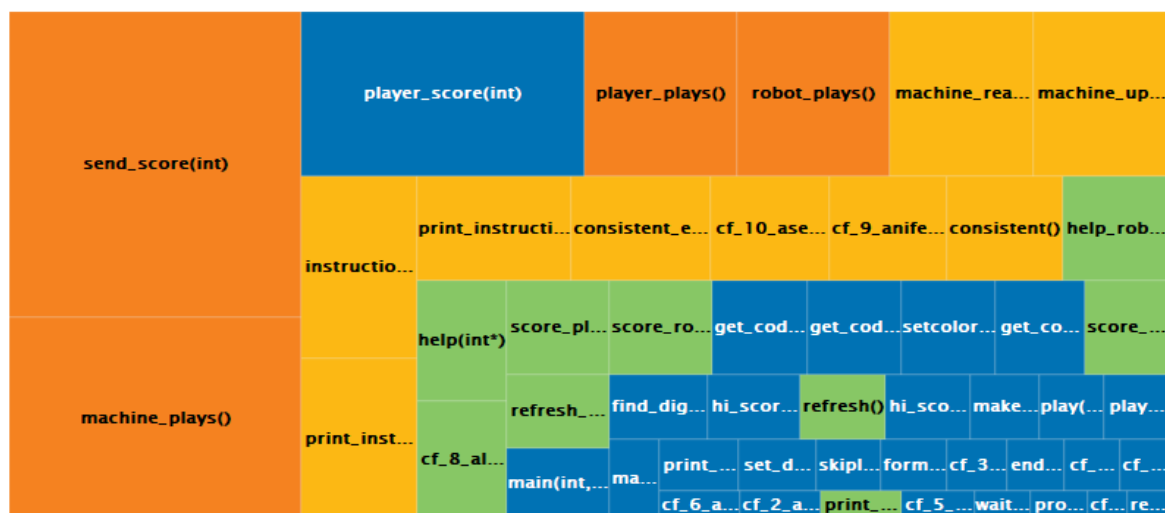 player_score(int)
player_plays()
robot_plays()
machine_rea...
machine_up...
send_score(int)
print_instructi...
consistent_e...
cf_10_ase...
cf_9_anife...
consistent()
help_rob...
instructio...
help(int*)
score_pl...
score_ro...
get_cod...
get_cod...
setcolor...
get_co...
score_...
machine_plays()
print_inst...
refresh_...
find_dig...
hi_scor...
refresh()
hi_sco...
make...
play(...
play...
cf_8_al...
main(int,...
ma...
print_...
set_d...
skipl...
form...
cf_3...
end...
cf_...
cf_...
cf_6_a...
cf_2_a...
print_...
cf_5_...
wait...
pro...
cf...
re...